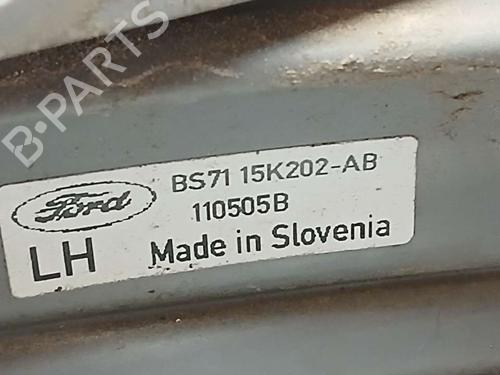 B-PARTS
Ford
BS71 15K202-AB
110505B
LH Made in Slovenia